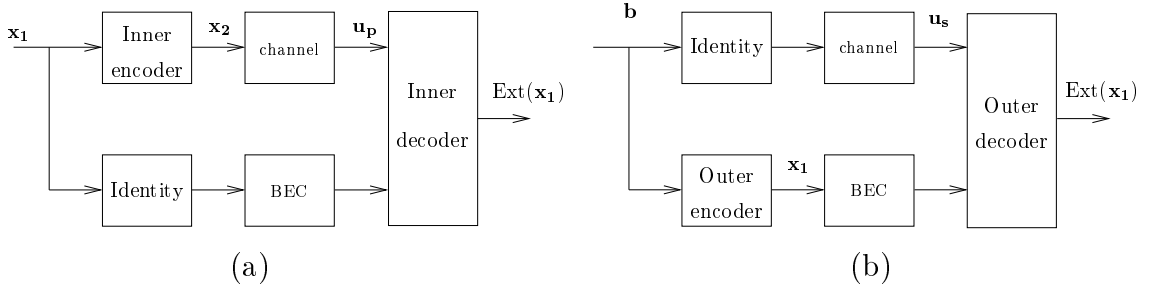 x₁
Inner
encoder
x₂
channel
uₚ
Inner
decoder
Ext(x₁)
Identity
BEC
(a)
b
Identity
channel
uₛ
Outer
decoder
Ext(x₁)
Outer
encoder
x₁
BEC
(b)